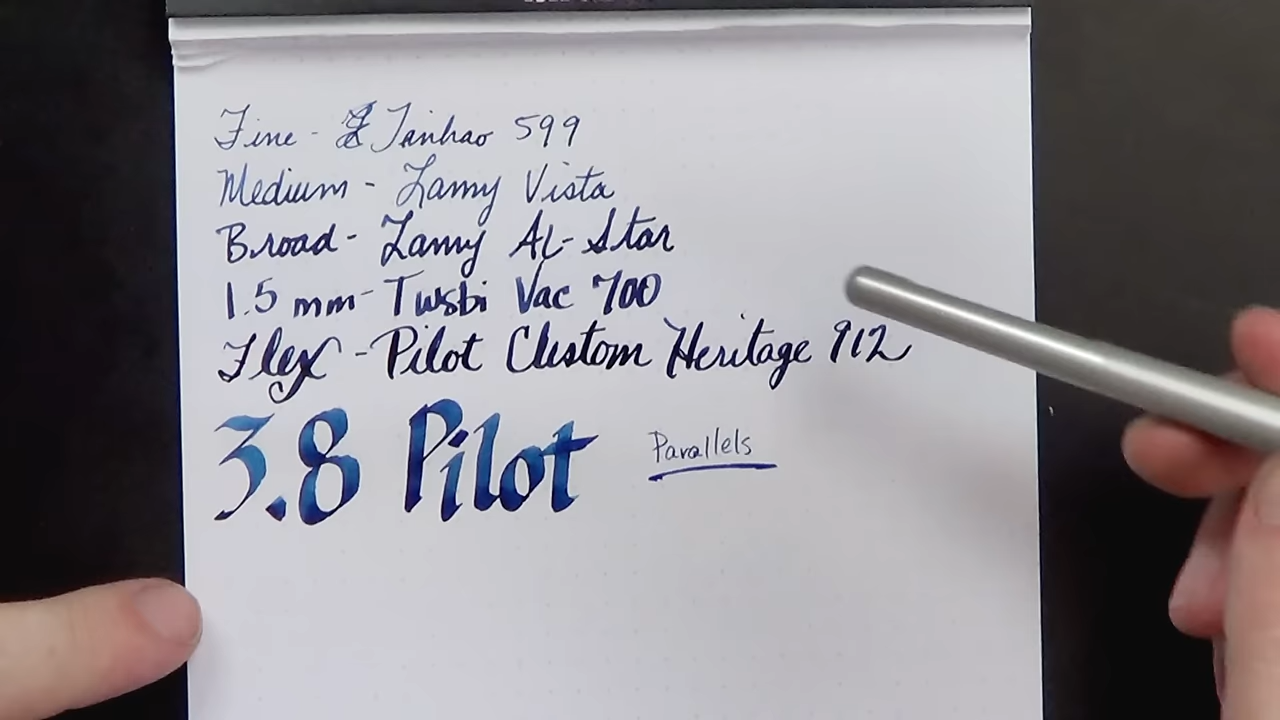 Fine - Jinhao 599
Medium - Lamy Vista
Broad - Lamy Al-Star
1.5 mm - Twsbi Vac 700
Flex - Pilot Custom Heritage 912
3.8 Pilot Parallels